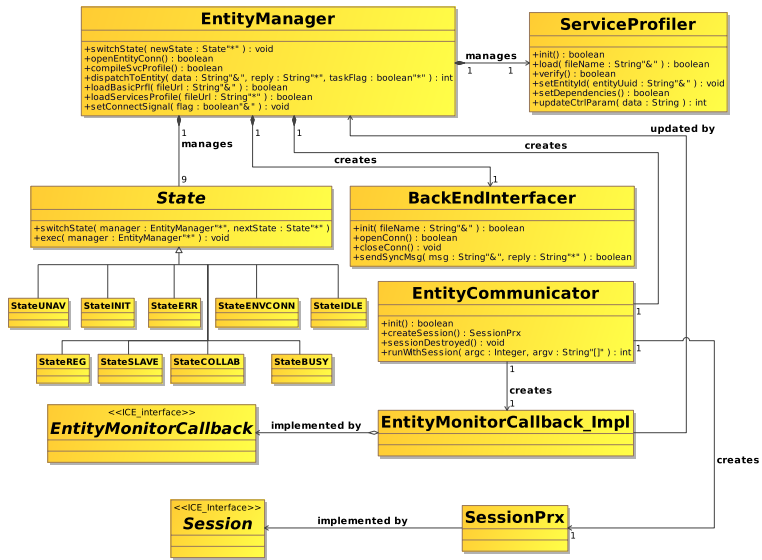 EntityManager
+switchState( newState : State"*" ) : void
+openEntityConn() : boolean
+compileSvcProfile() : boolean
+dispatchToEntity( data : String"&", reply : String"*", taskFlag : boolean"*" ) : int
+loadBasicPrfl( fileUrl : String"&" ) : boolean
+loadServicesProfile( fileUrl : String"*" ) : boolean
+setConnectSignal( flag : boolean"&" ) : void
manages
1
1
ServiceProfiler
+init() : boolean
+load( fileName : String"&" ) : boolean
+verify() : boolean
+setEntityId( entityUuid : String"&" ) : boolean
+setDependencies() : boolean
+updateCtrlParam( data : String ) : int
1
manages
9
1
creates
1
1
creates
updated by
State
+switchState( manager : EntityManager"*", nextState : State"*" )
+exec( manager : EntityManager"*" ) : void
BackEndInterfacer
+init( fileName : String"&" ) : boolean
+openConn() : boolean
+closeConn() : void
+sendSyncMsg( msg : String"&", reply : String"*" ) : boolean
StateUNAV
StateINIT
StateERR
StateENVCONN
StateIDLE
StateREG
StateSLAVE
StateCOLLAB
StateBUSY
EntityCommunicator
+init() : boolean
+createSession() : SessionPrx
+sessionDestroyed() : void
+runWithSession( argc : Integer, argv : String"[]" ) : int
1
1
1
creates
1
<<ICE_interface>>
EntityMonitorCallback
implemented by
EntityMonitorCallback_Impl
creates
<<ICE_Interface>>
Session
implemented by
SessionPrx
1